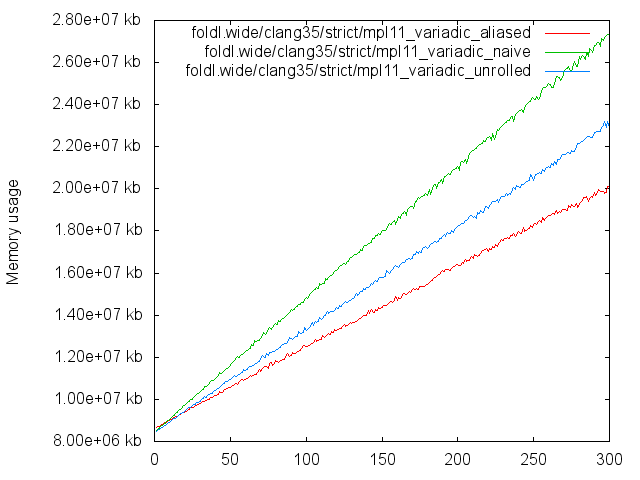 foldl.wide/clang35/strict/mpl11_variadic_aliased
foldl.wide/clang35/strict/mpl11_variadic_naive
foldl.wide/clang35/strict/mpl11_variadic_unrolled
Memory usage
2.80e+07 kb
2.60e+07 kb
2.40e+07 kb
2.20e+07 kb
2.00e+07 kb
1.80e+07 kb
1.60e+07 kb
1.40e+07 kb
1.20e+07 kb
1.00e+07 kb
8.00e+06 kb
0 50 100 150 200 250 300